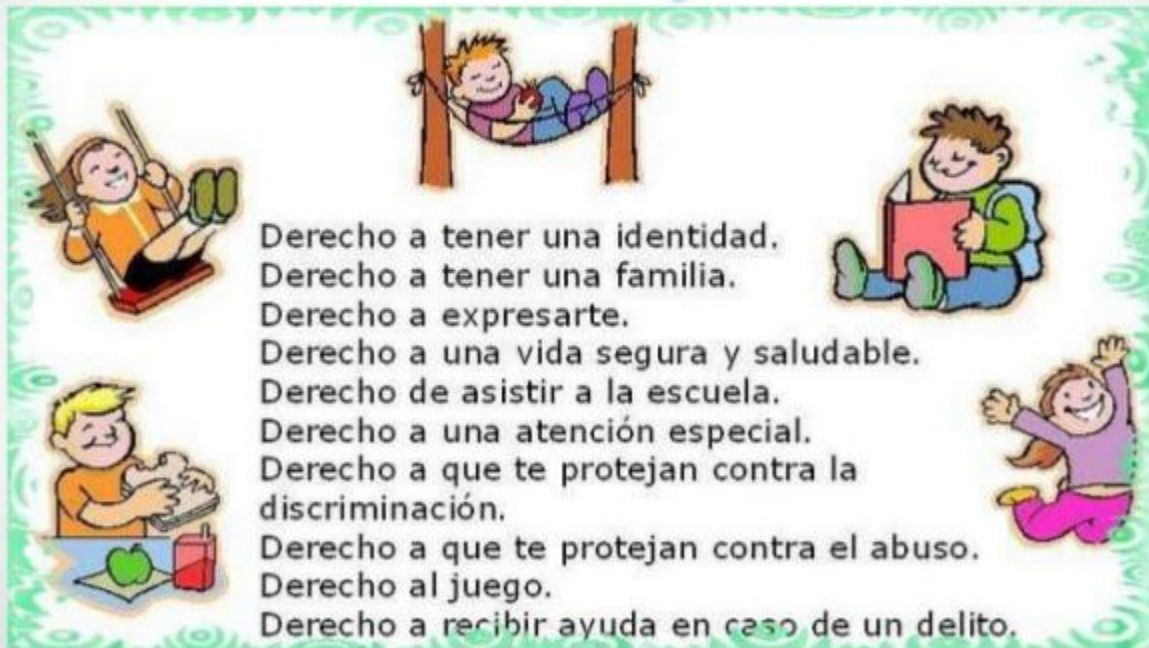 Derecho a tener una identidad.
Derecho a tener una familia.
Derecho a expresarte.
Derecho a una vida segura y saludable.
Derecho de asistir a la escuela.
Derecho a una atención especial.
Derecho a que te protejan contra la
discriminación.
Derecho a que te protejan contra el abuso.
Derecho al juego.
Derecho a recibir ayuda en caso de un delito.